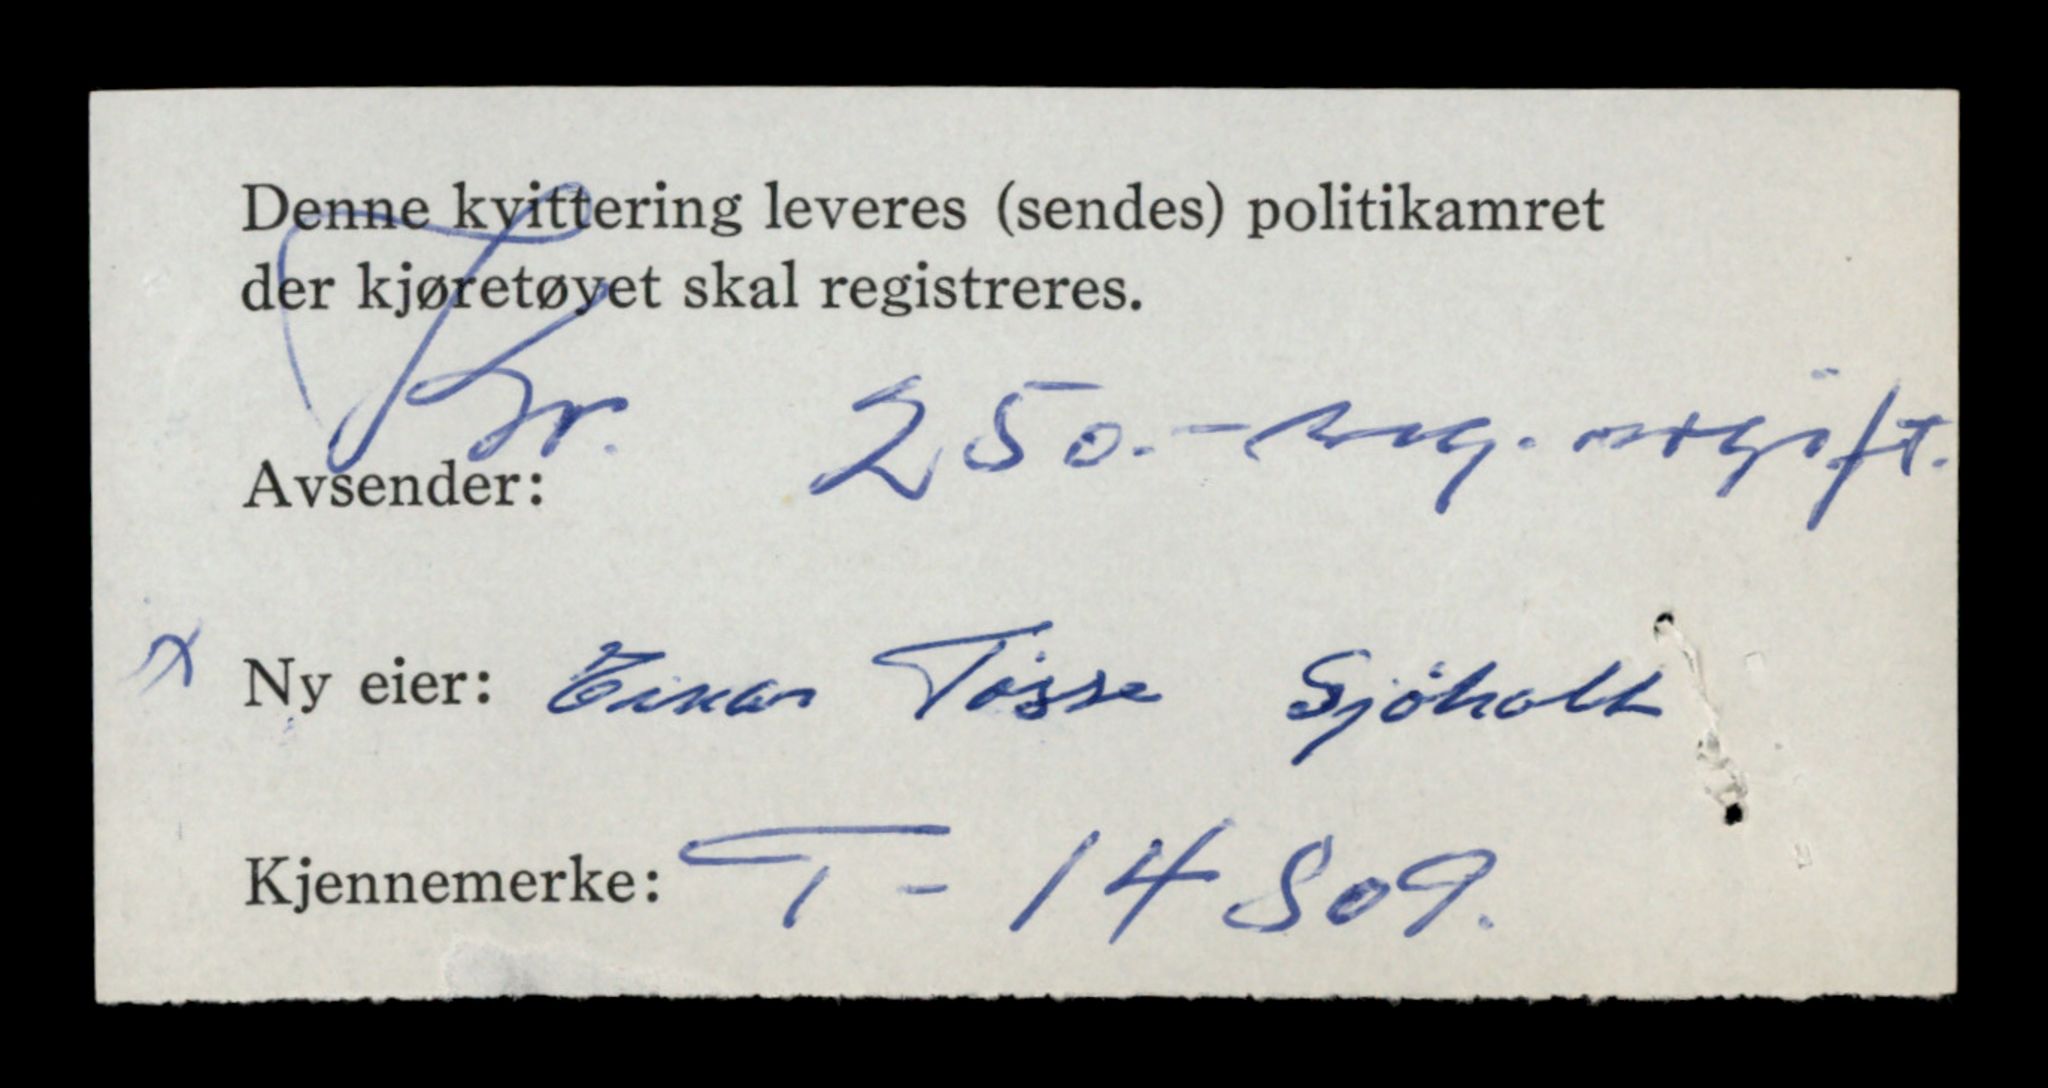 Denne kvittering leveres (sendes) politikamret
der kjøretøyet skal registreres.
Kr. 250.- avgift.
Avsender:
x Ny eier: Einar Tøsse Sjøholt
Kjennemerke: T-14809.